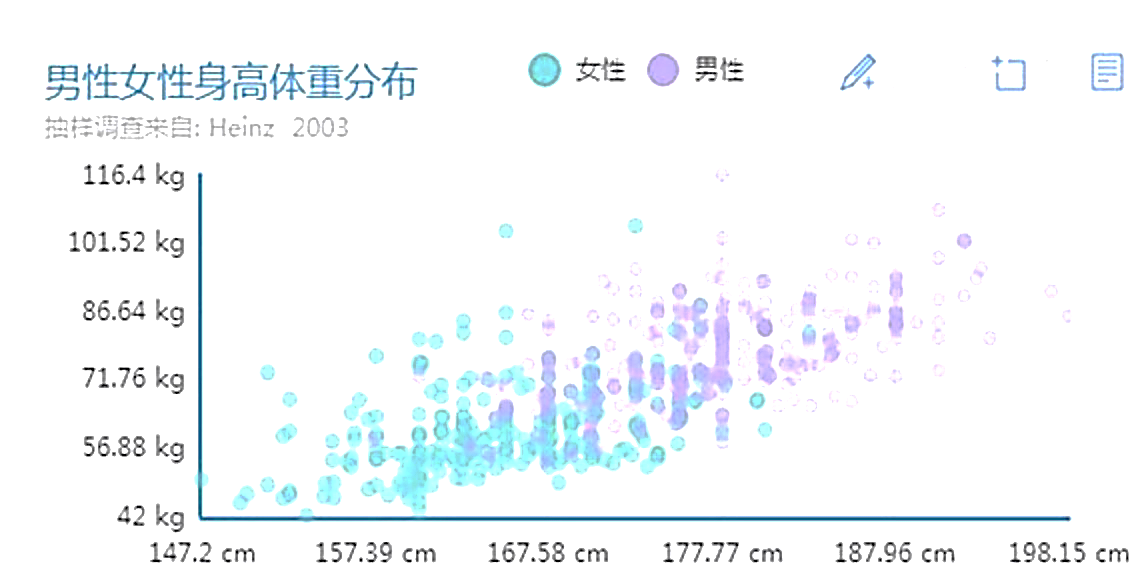 男性女性身高体重分布
女性 男性
抽样调查来自: Heinz 2003
116.4 kg
101.52 kg
86.64 kg
71.76 kg
56.88 kg
42 kg
147.2 cm 157.39 cm 167.58 cm 177.77 cm 187.96 cm 198.15 cm